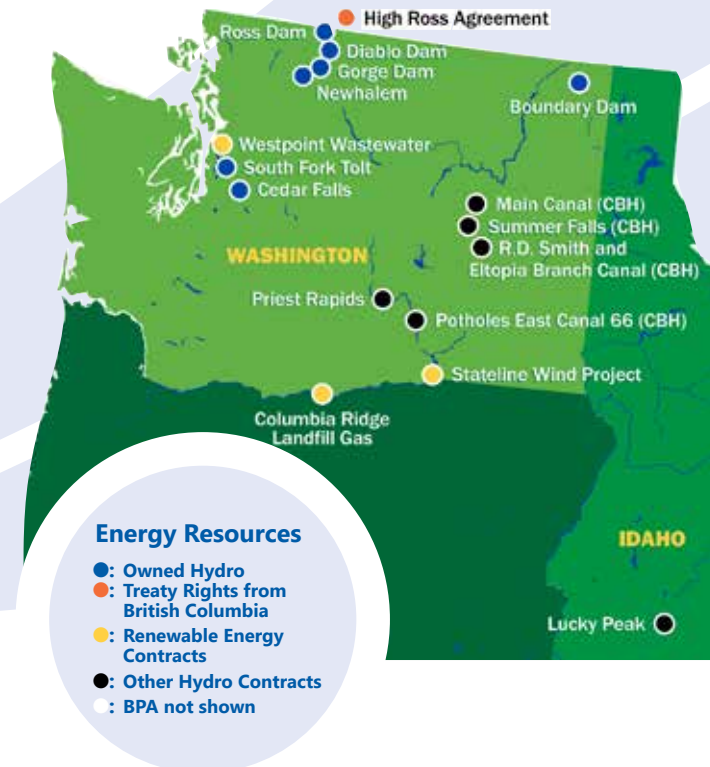 High Ross Agreement
Ross Dam
Diablo Dam
Gorge Dam
Newhalem
Boundary Dam
Westpoint Wastewater
South Fork Tolt
Cedar Falls
Main Canal (CBH)
Summer Falls (CBH)
R.D. Smith and
Eltopia Branch Canal (CBH)
WASHINGTON
Priest Rapids
Potholes East Canal 66 (CBH)
Stateline Wind Project
Columbia Ridge
Landfill Gas
IDAHO
Lucky Peak
Energy Resources
: Owned Hydro
: Treaty Rights from
British Columbia
: Renewable Energy
Contracts
: Other Hydro Contracts
: BPA not shown